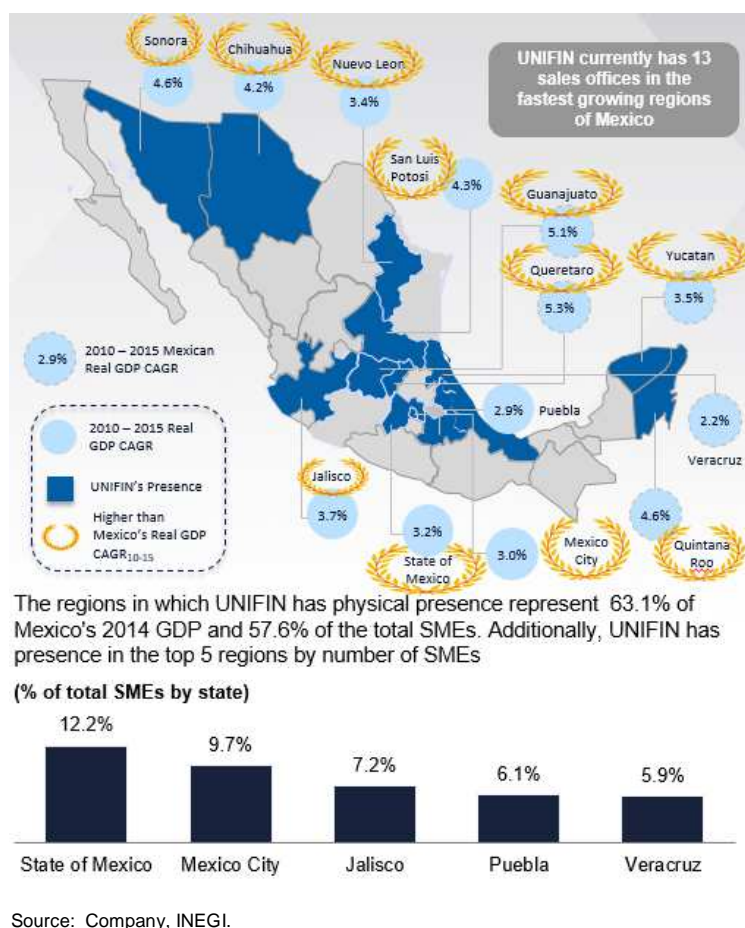 Sonora
4.6%
Chihuahua
4.2%
Nuevo Leon
3.4%
UNIFIN currently has 13
sales offices in the
fastest growing regions
of Mexico
San Luis
Potosi
4.3%
Guanajuato
5.1%
Queretaro
5.3%
Yucatan
3.5%
2.9%
2010 – 2015 Mexican
Real GDP CAGR
2010 – 2015 Real
GDP CAGR
UNIFIN's Presence
Higher than
Mexico's Real GDP
CAGR10-15
2.9%
Puebla
2.2%
Veracruz
Jalisco
3.7%
3.2%
State of
Mexico
3.0%
Mexico
City
4.6%
Quintana
Roo
The regions in which UNIFIN has physical presence represent 63.1% of
Mexico's 2014 GDP and 57.6% of the total SMEs. Additionally, UNIFIN has
presence in the top 5 regions by number of SMEs
(% of total SMEs by state)
12.2%
9.7%
7.2%
6.1%
5.9%
State of Mexico
Mexico City
Jalisco
Puebla
Veracruz
Source: Company, INEGI.